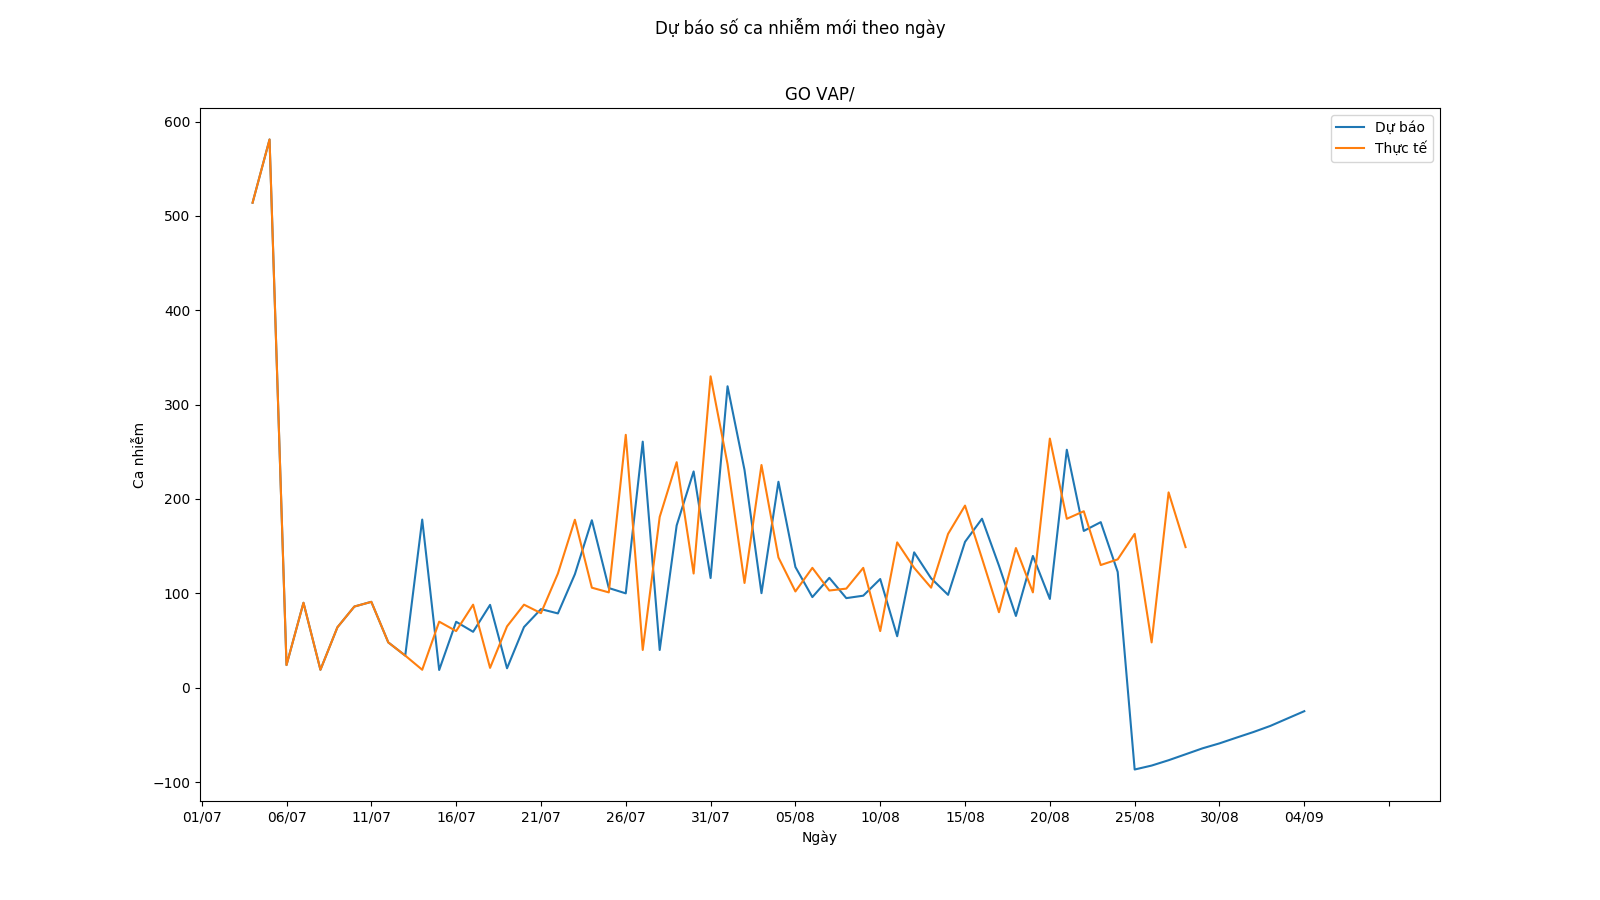 Dự báo số ca nhiễm mới theo ngày
GO VAP/
Dự báo
Thực tế
600
500
400
300
200
100
0
−100
Ca nhiễm
01/07 06/07 11/07 16/07 21/07 26/07 31/07 05/08 10/08 15/08 20/08 25/08 30/08 04/09
Ngày